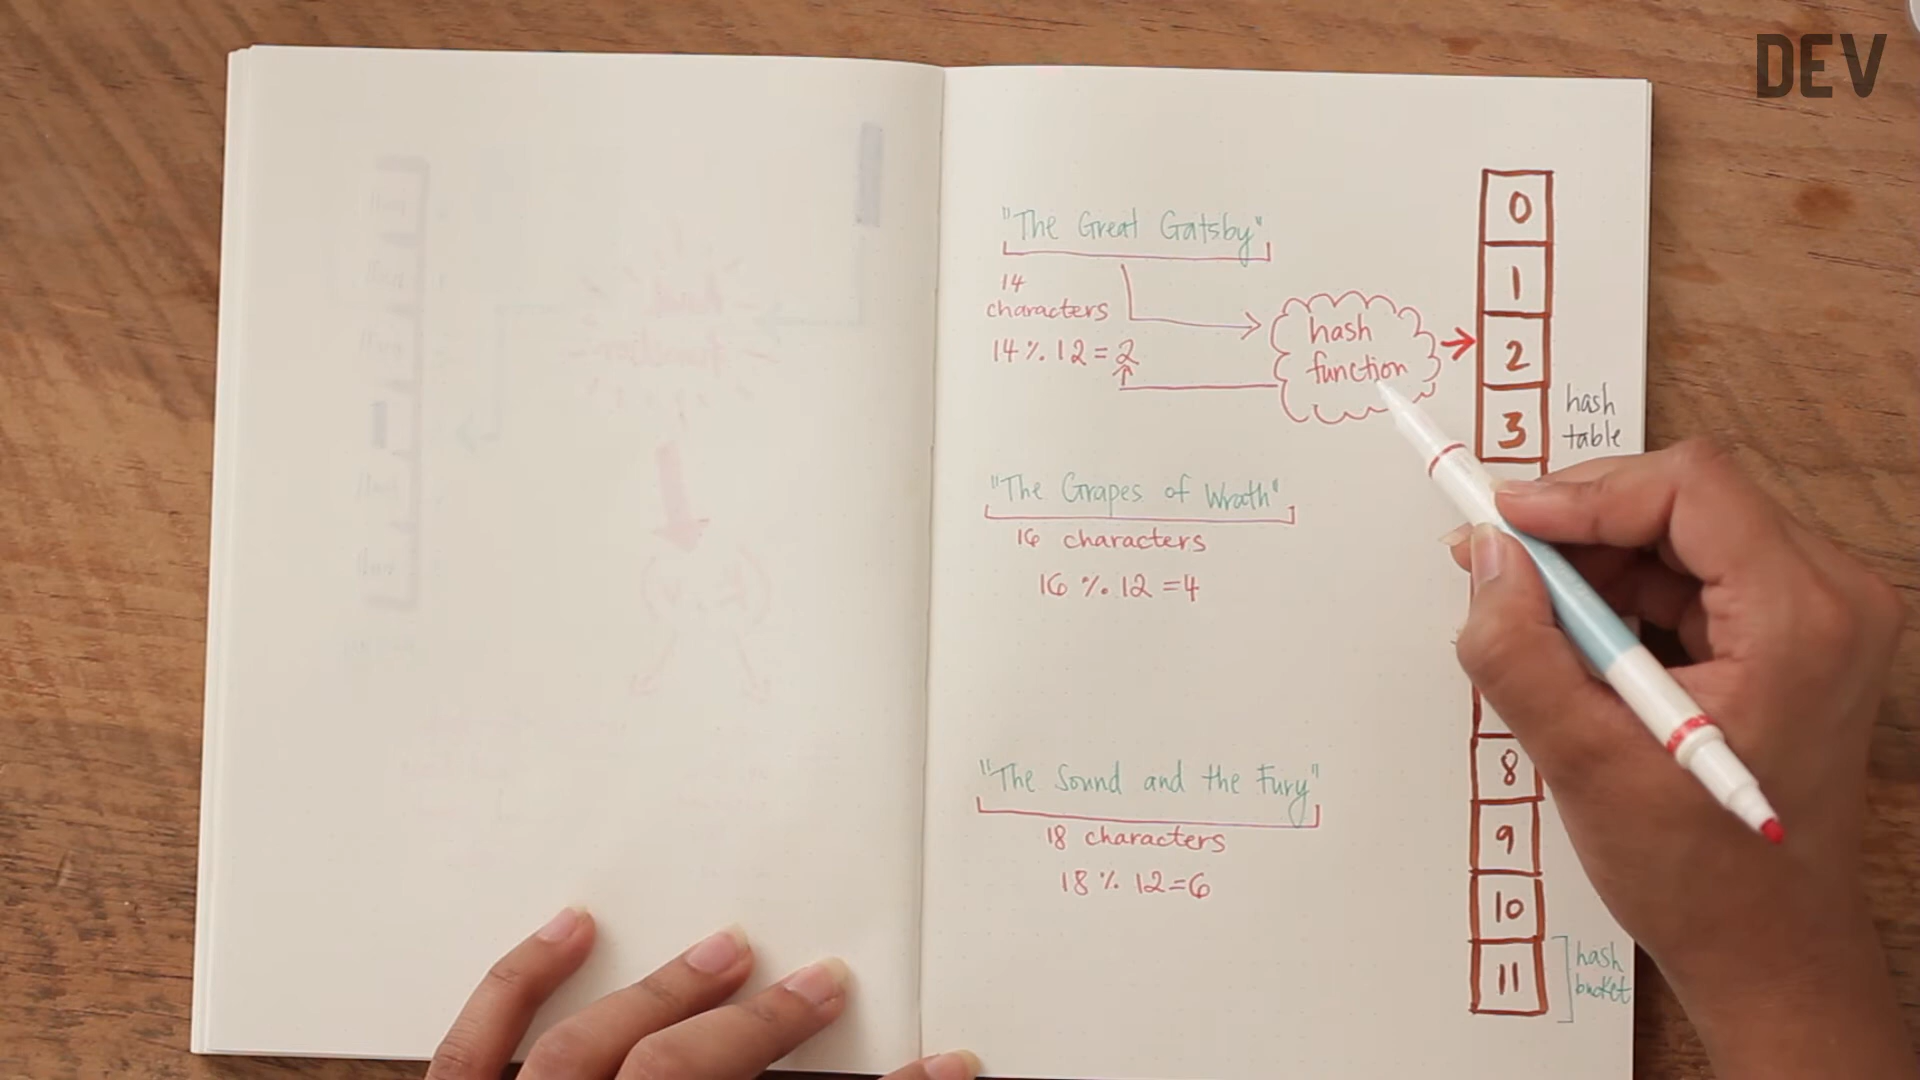 DEV
"The Great Gatsby"
14
characters
14 % 12 = 2
hash
function
"The Grapes of Wrath"
16 characters
16 % 12 = 4
"The Sound and the Fury"
18 characters
18 % 12 = 6
0
1
2
3
8
9
10
11
hash
table
hash
bucket